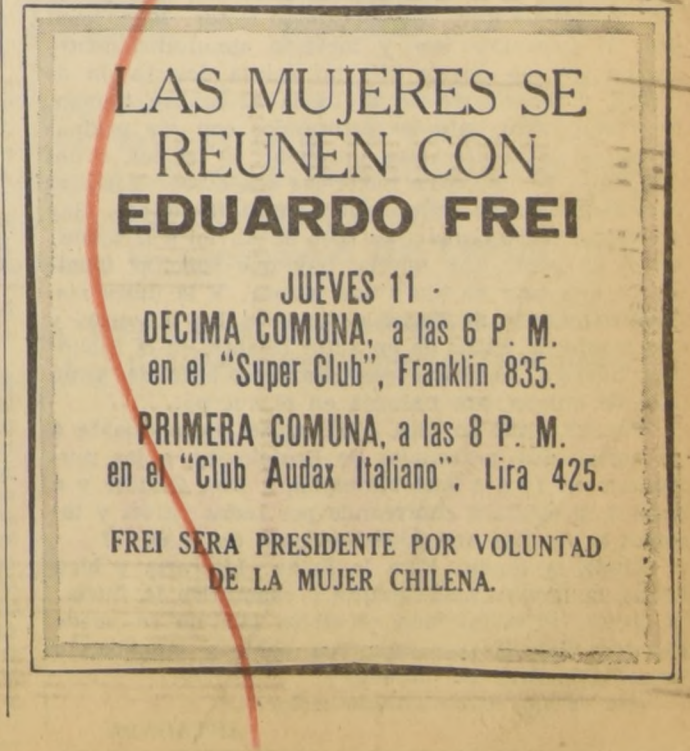 LAS MUJERES SE
REUNEN CON
EDUARDO FREI
JUEVES 11 ·
DECIMA COMUNA, a las 6 P. M.
en el "Super Club", Franklin 835.
PRIMERA COMUNA, a las 8 P. M.
en el "Club Audax Italiano", Lira 425.
FREI SERA PRESIDENTE POR VOLUNTAD
DE LA MUJER CHILENA.